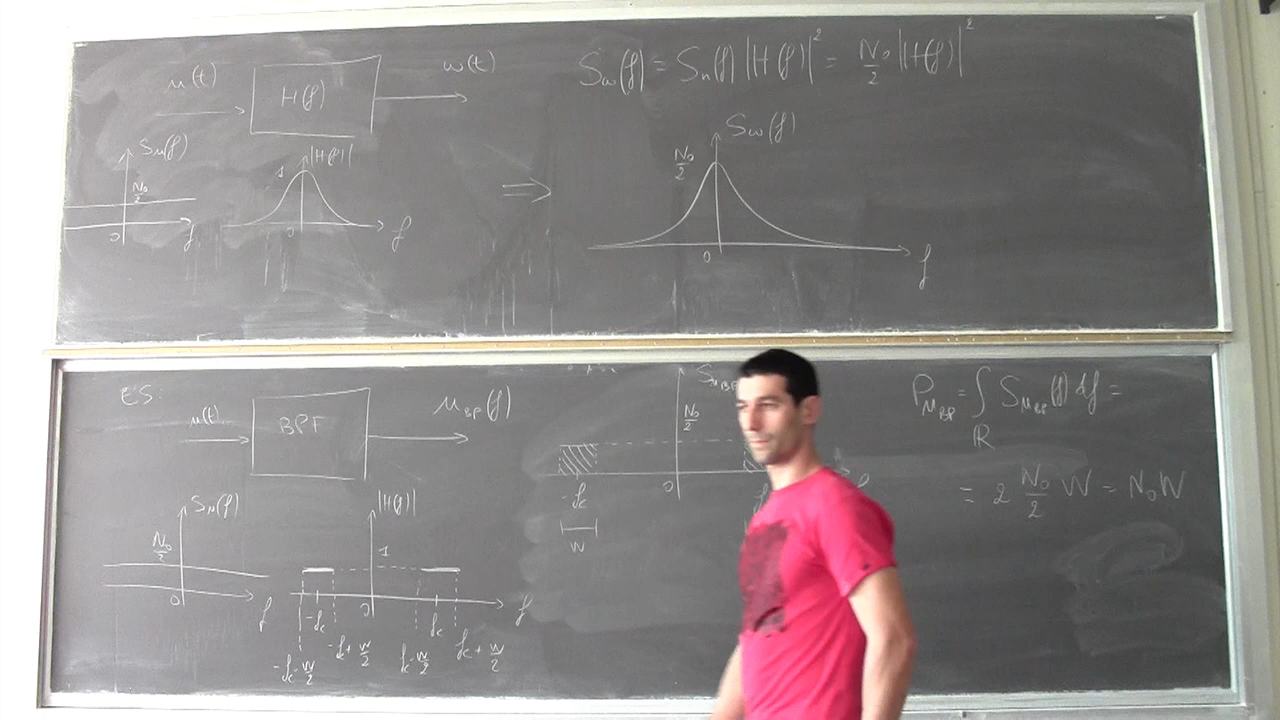 n(t)
H(f)
w(t)
S_w(f) = S_n(f) |H(f)|² = N₀/2 |H(f)|²
S_n(f)
N₀/2
0
f
|H(f)|
1
0
f
⇒
S_w(f)
N₀/2
0
f
ES:
n(t)
BPF
n_BP(f)
S_n(f)
N₀/2
0
f
|H(f)|
1
0
f
-f_c
f_c
-f_c-W/2
-f_c+W/2
f_c-W/2
f_c+W/2
N₀/2
0
-f_c
W
P_{n_BP} = ∫_ℝ S_{n_BP}(f) df =
= 2 N₀/2 W = N₀W